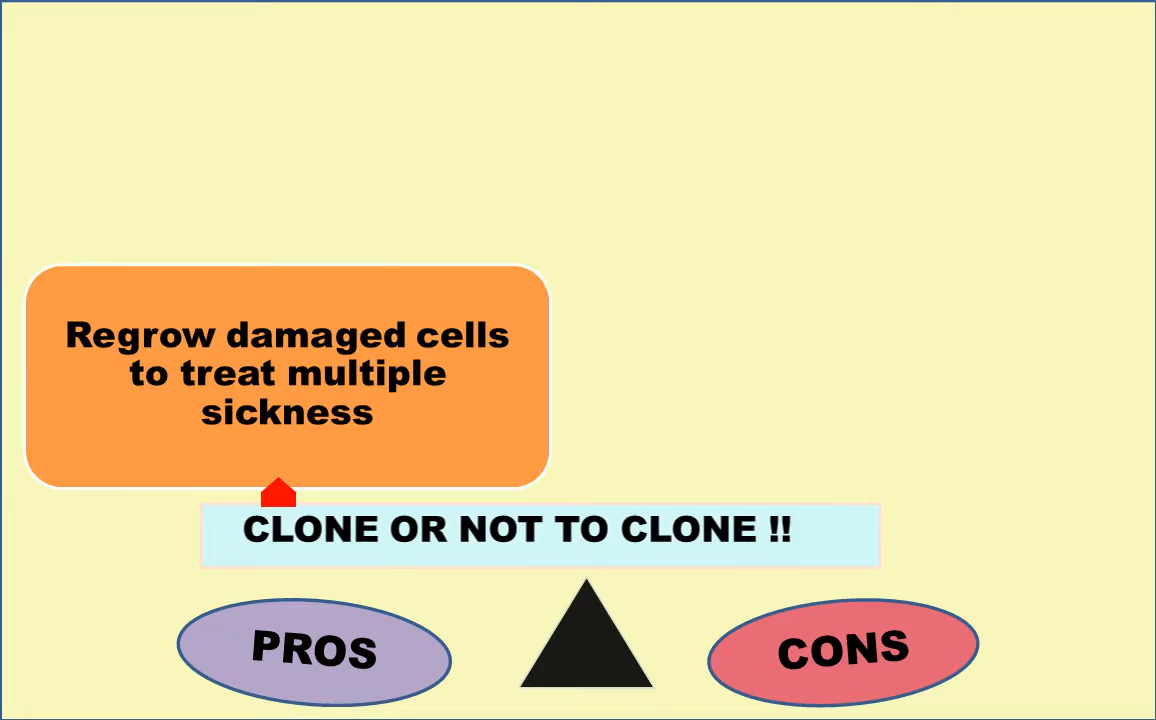 Regrow damaged cells
to treat multiple
sickness
CLONE OR NOT TO CLONE !!
PROS
CONS